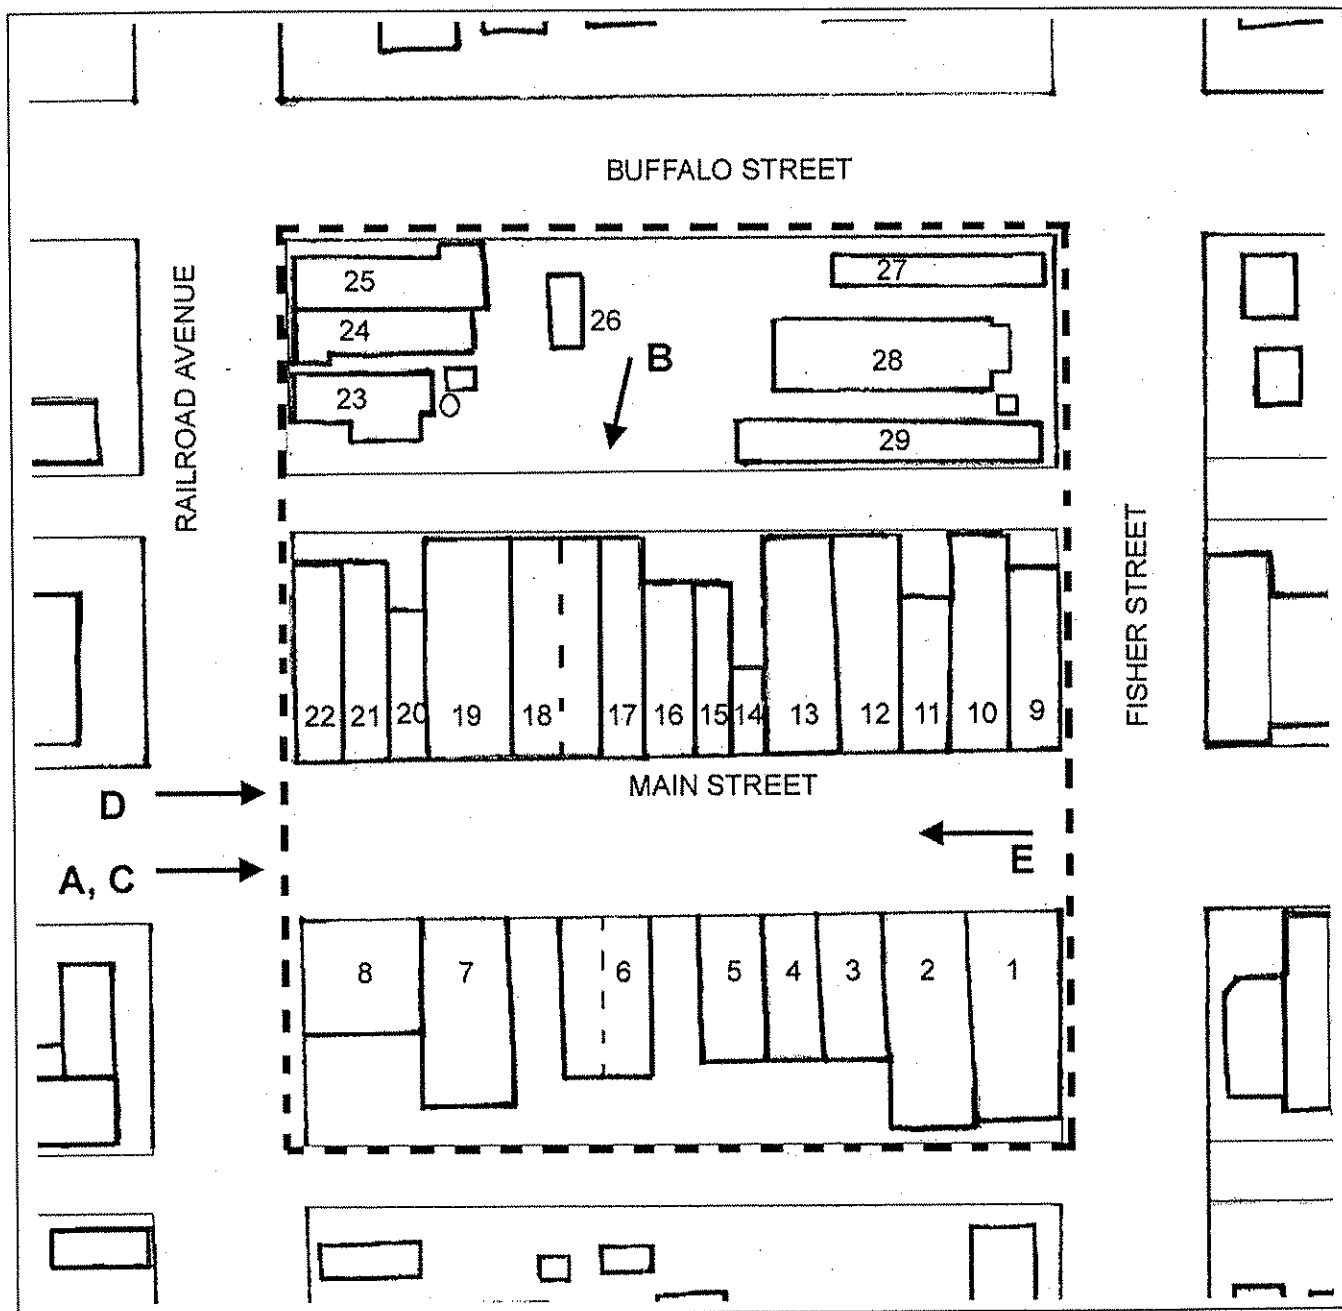 BUFFALO STREET
RAILROAD AVENUE
25
24
23
26
B
27
28
29
FISHER STREET
22 21 20 19 18 17 16 15 14 13 12 11 10 9
MAIN STREET
D
A, C
E
8 7 6 5 4 3 2 1